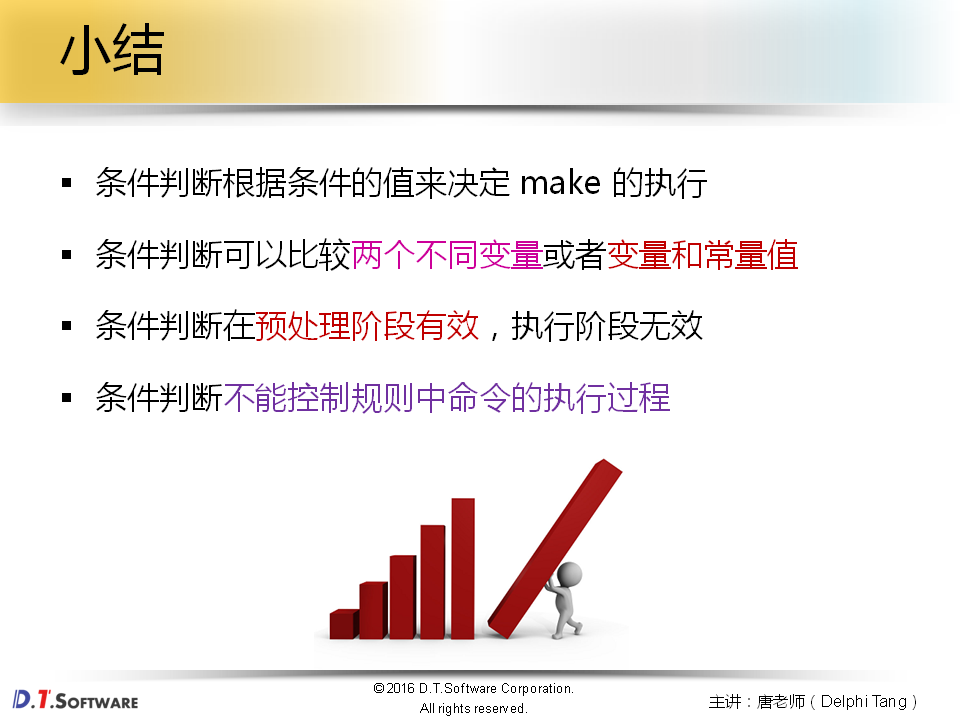 小结
▪ 条件判断根据条件的值来决定 make 的执行
▪ 条件判断可以比较两个不同变量或者变量和常量值
▪ 条件判断在预处理阶段有效，执行阶段无效
▪ 条件判断不能控制规则中命令的执行过程
D.T.SOFTWARE
©2016 D.T.Software Corporation.
All rights reserved.
主讲：唐老师（Delphi Tang）